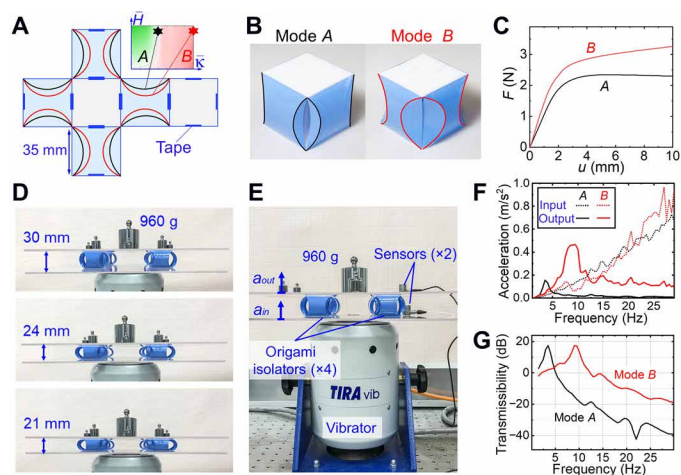 A
H̄
A
B
κ̄
35 mm
Tape
B
Mode A
Mode B
C
F (N)
3
2
1
0
B
A
0
2
4
6
8
10
u (mm)
D
960 g
30 mm
24 mm
21 mm
E
960 g
Sensors (×2)
aout
ain
Origami
isolators (×4)
TIRA vib
Vibrator
F
Acceleration (m/s²)
1.0
0.8
0.6
0.4
0.2
0.0
A B
Input
Output
5
10
15
20
25
Frequency (Hz)
G
Transmissibility (dB)
20
0
-20
-40
Mode B
Mode A
5
10
15
20
25
Frequency (Hz)